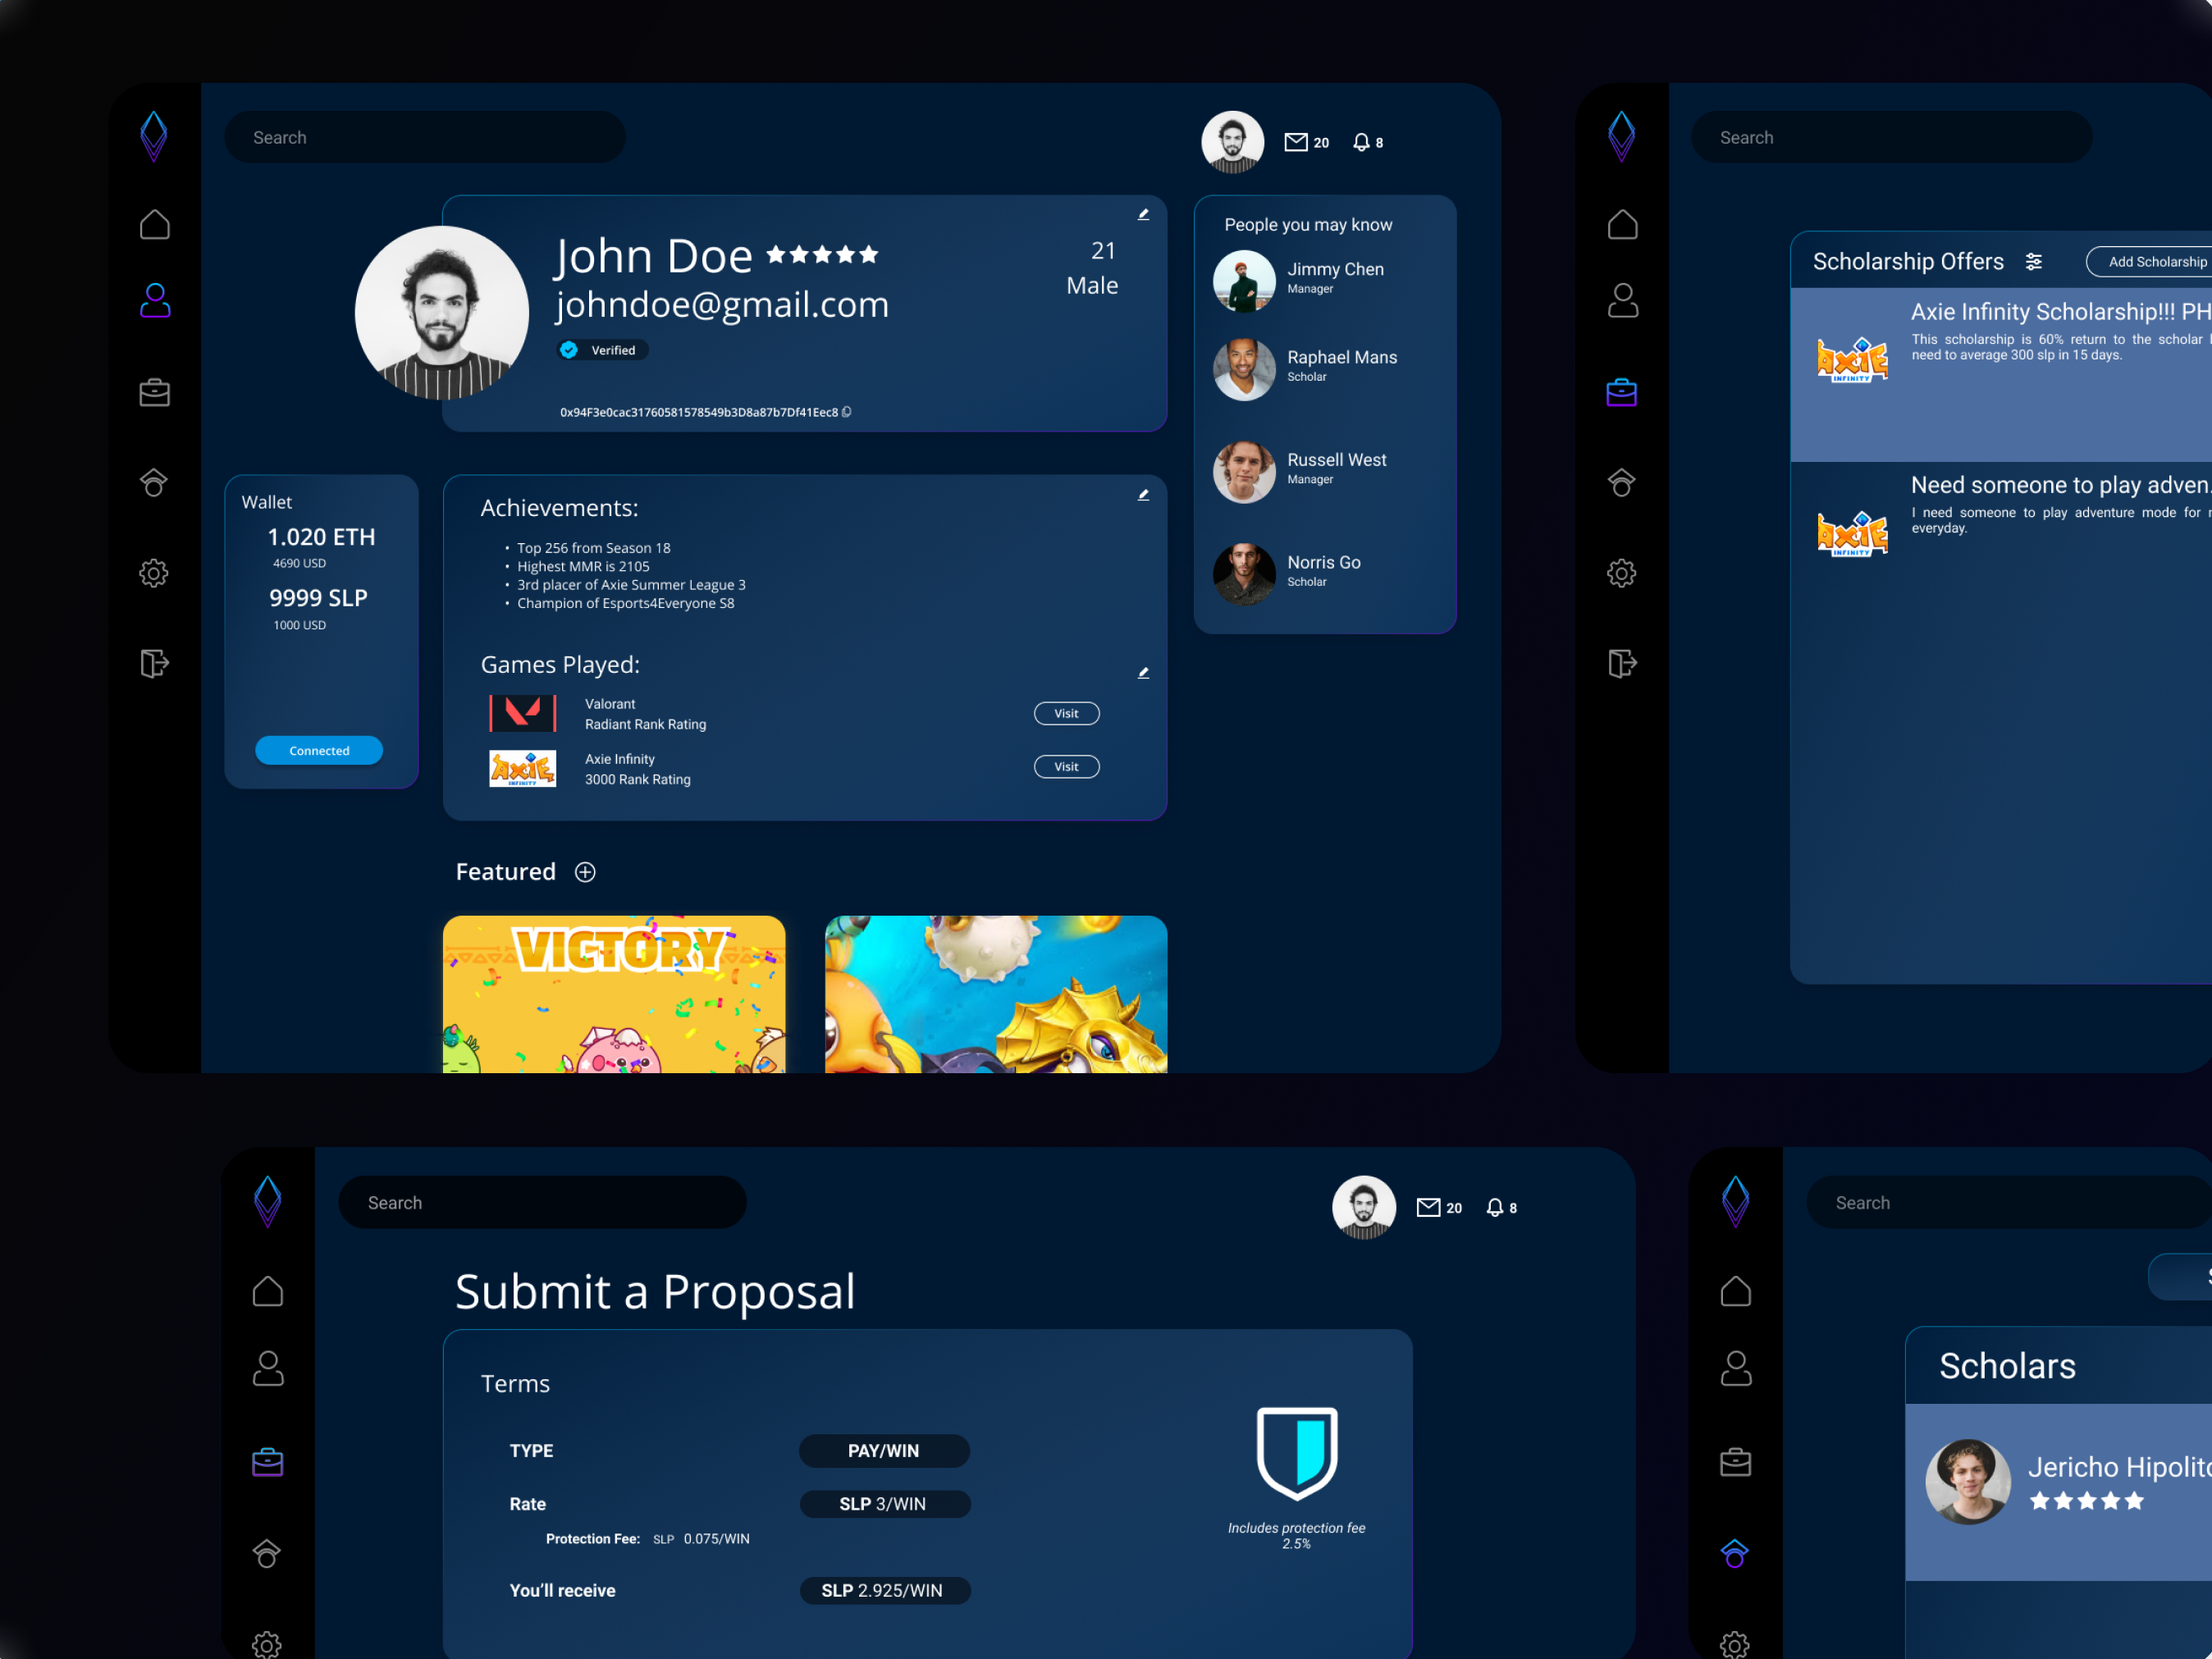 Search
20
8
John Doe
johndoe@gmail.com
Verified
0x94F3e0cac31760581578549b3D8a87b7Df41Eec8
21
Male
People you may know
Jimmy Chen
Manager
Raphael Mans
Scholar
Russell West
Manager
Norris Go
Scholar
Wallet
1.020 ETH
4690 USD
9999 SLP
1000 USD
Connected
Achievements:
• Top 256 from Season 18
• Highest MMR is 2105
• 3rd placer of Axie Summer League 3
• Champion of Esports4Everyone S8
Games Played:
Valorant
Radiant Rank Rating
Visit
AXIE
INFINITY
Axie Infinity
3000 Rank Rating
Visit
Featured
VICTORY
Search
Scholarship Offers
Add Scholarship
AXIE
INFINITY
Axie Infinity Scholarship!!! PH
This scholarship is 60% return to the scholar
need to average 300 slp in 15 days.
AXIE
INFINITY
Need someone to play adven.
I need someone to play adventure mode for
everyday.
Search
20
8
Submit a Proposal
Terms
TYPE
PAY/WIN
Rate
SLP 3/WIN
Protection Fee: SLP 0.075/WIN
You'll receive
SLP 2.925/WIN
Includes protection fee
2.5%
Search
Scholars
Jericho Hipolito